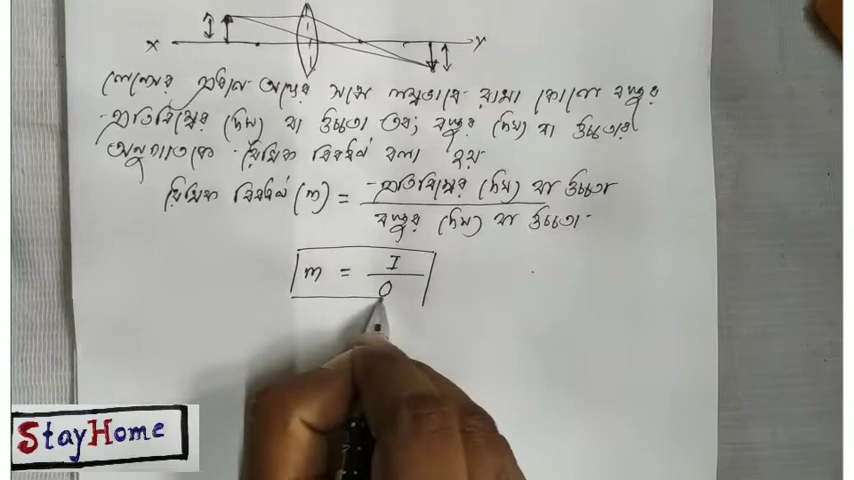 X Y
লেন্সের প্রধান অক্ষের সঙ্গে লম্বভাবে রাখা কোনো বস্তুর
প্রতিবিম্বের দৈর্ঘ্য বা উচ্চতা এবং বস্তুর দৈর্ঘ্য বা উচ্চতার
অনুপাতকে রৈখিক বিবর্ধন বলা হয়
রৈখিক বিবর্ধন (m) = প্রতিবিম্বের দৈর্ঘ্য বা উচ্চতা
বস্তুর দৈর্ঘ্য বা উচ্চতা
m = I
O
StayHome